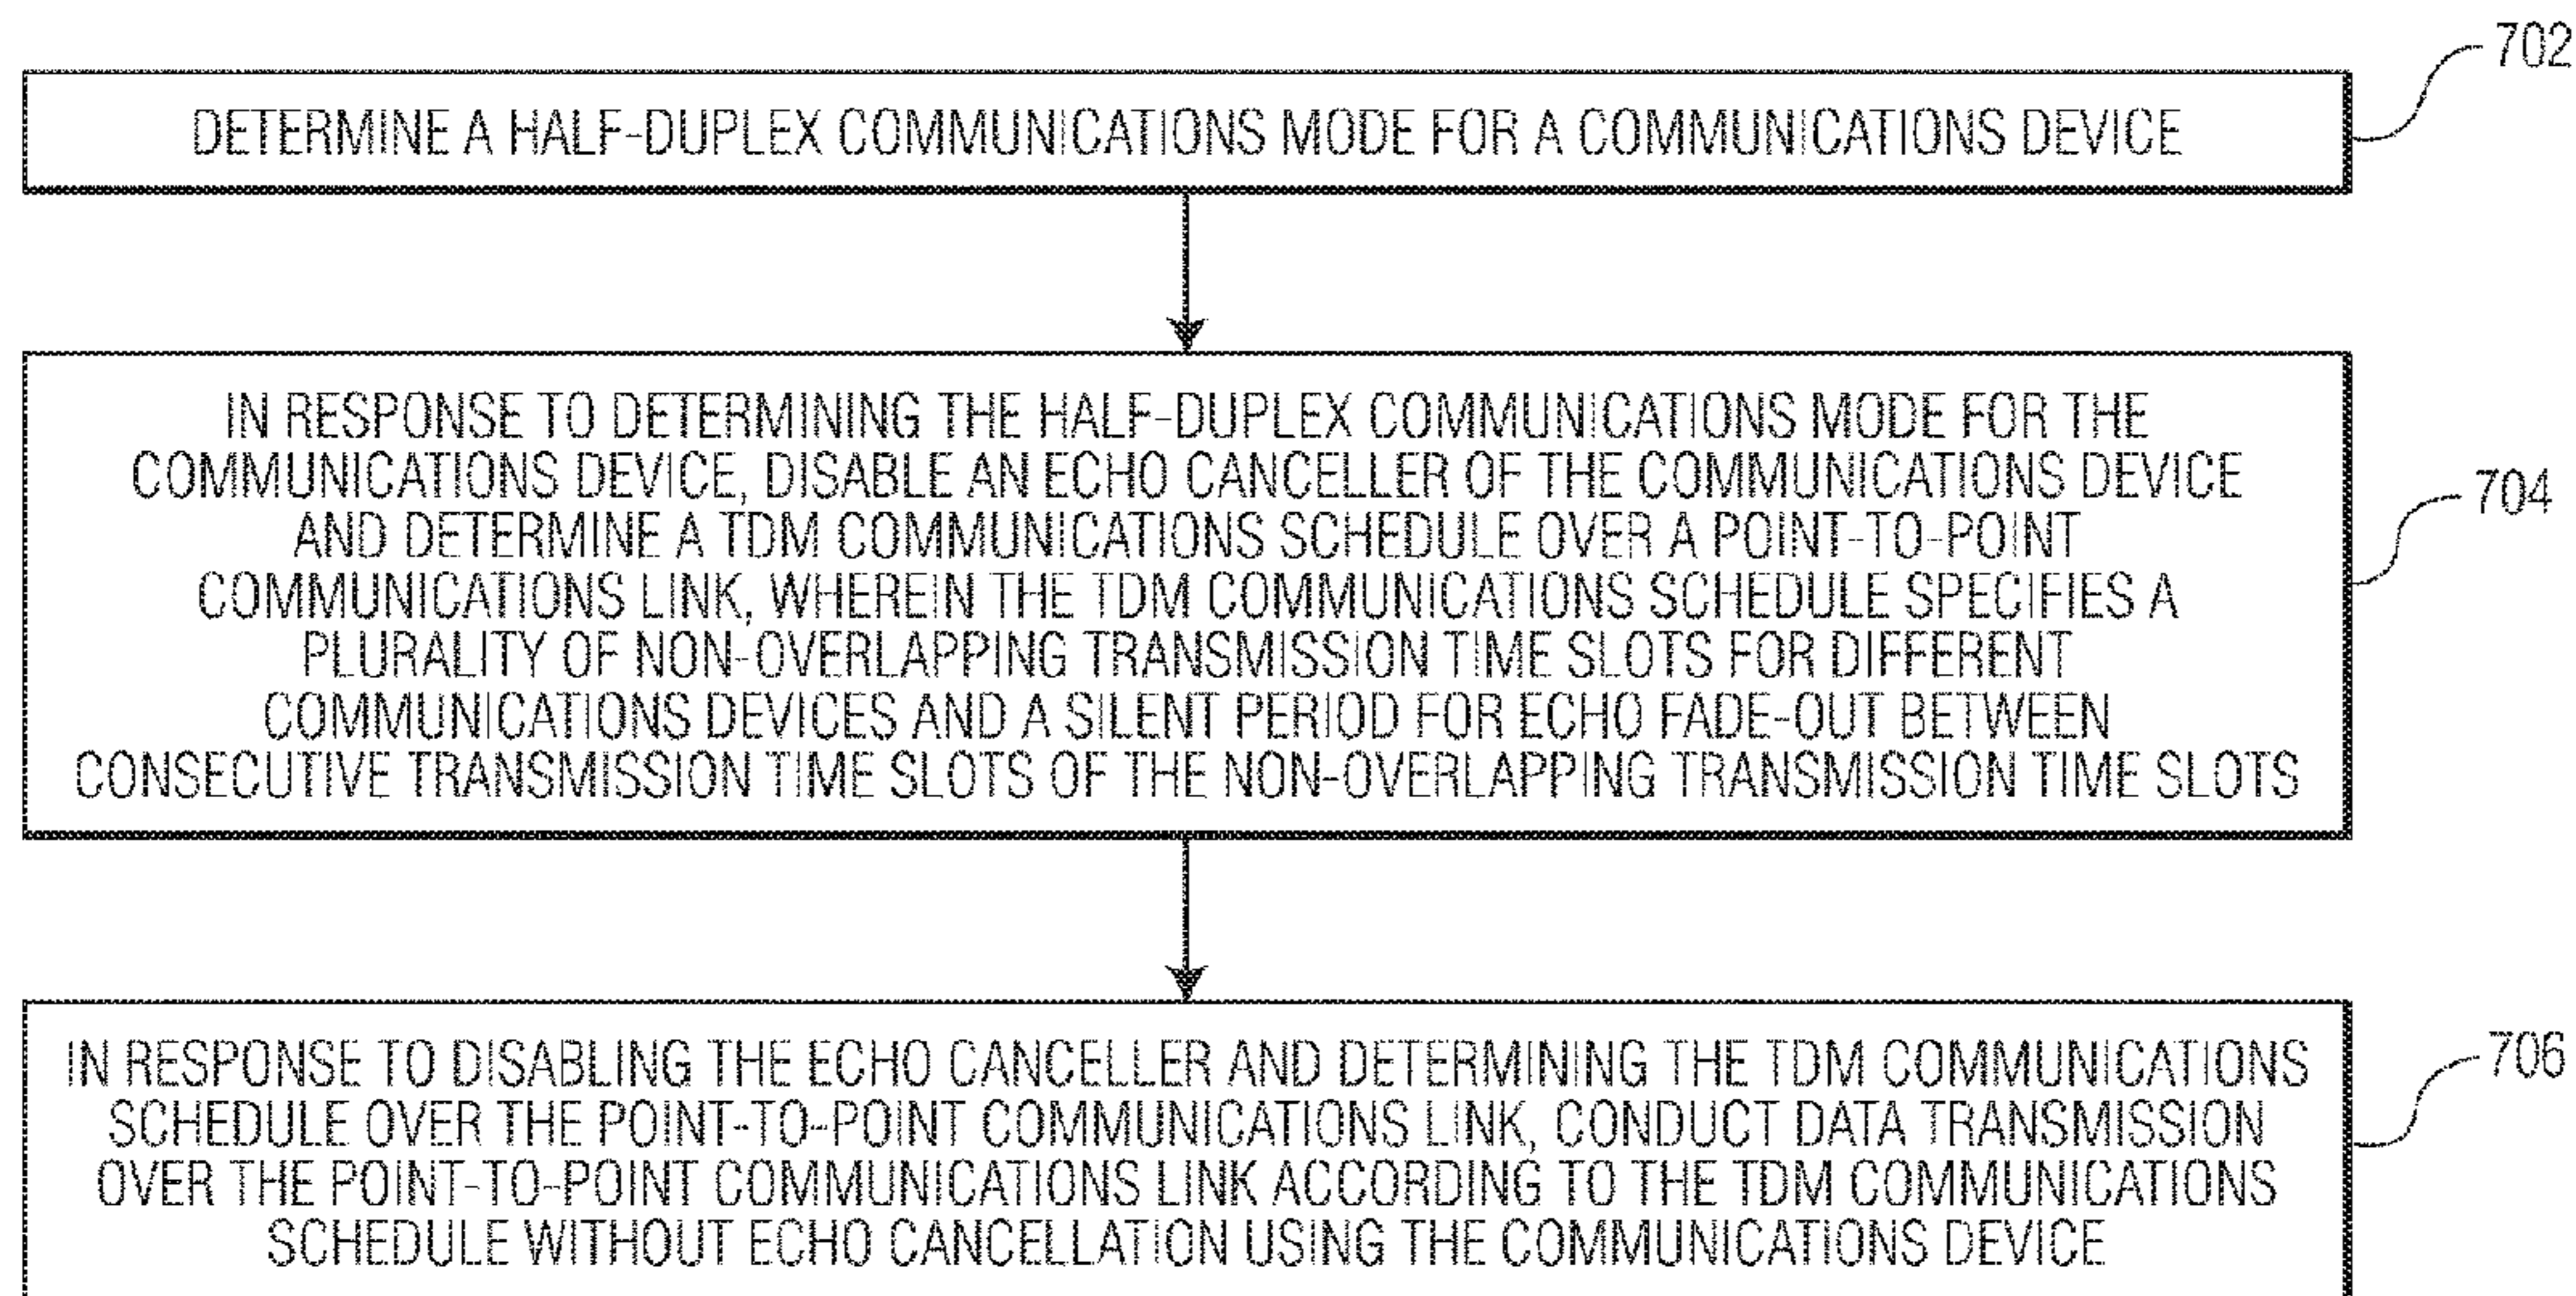 702
DETERMINE A HALF-DUPLEX COMMUNICATIONS MODE FOR A COMMUNICATIONS DEVICE
IN RESPONSE TO DETERMINING THE HALF-DUPLEX COMMUNICATIONS MODE FOR THE
COMMUNICATIONS DEVICE, DISABLE AN ECHO CANCELLER OF THE COMMUNICATIONS DEVICE
AND DETERMINE A TDM COMMUNICATIONS SCHEDULE OVER A POINT-TO-POINT
COMMUNICATIONS LINK, WHEREIN THE TDM COMMUNICATIONS SCHEDULE SPECIFIES A
PLURALITY OF NON-OVERLAPPING TRANSMISSION TIME SLOTS FOR DIFFERENT
COMMUNICATIONS DEVICES AND A SILENT PERIOD FOR ECHO FADE-OUT BETWEEN
CONSECUTIVE TRANSMISSION TIME SLOTS OF THE NON-OVERLAPPING TRANSMISSION TIME SLOTS
704
IN RESPONSE TO DISABLING THE ECHO CANCELLER AND DETERMINING THE TDM COMMUNICATIONS
SCHEDULE OVER THE POINT-TO-POINT COMMUNICATIONS LINK, CONDUCT DATA TRANSMISSION
OVER THE POINT-TO-POINT COMMUNICATIONS LINK ACCORDING TO THE TDM COMMUNICATIONS
SCHEDULE WITHOUT ECHO CANCELLATION USING THE COMMUNICATIONS DEVICE
706